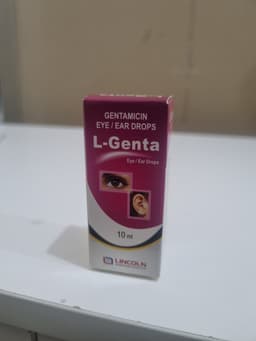 GENTAMICIN
EYE / EAR DROPS
L-Genta
Eye / Ear Drops
10 ml
LINCOLN